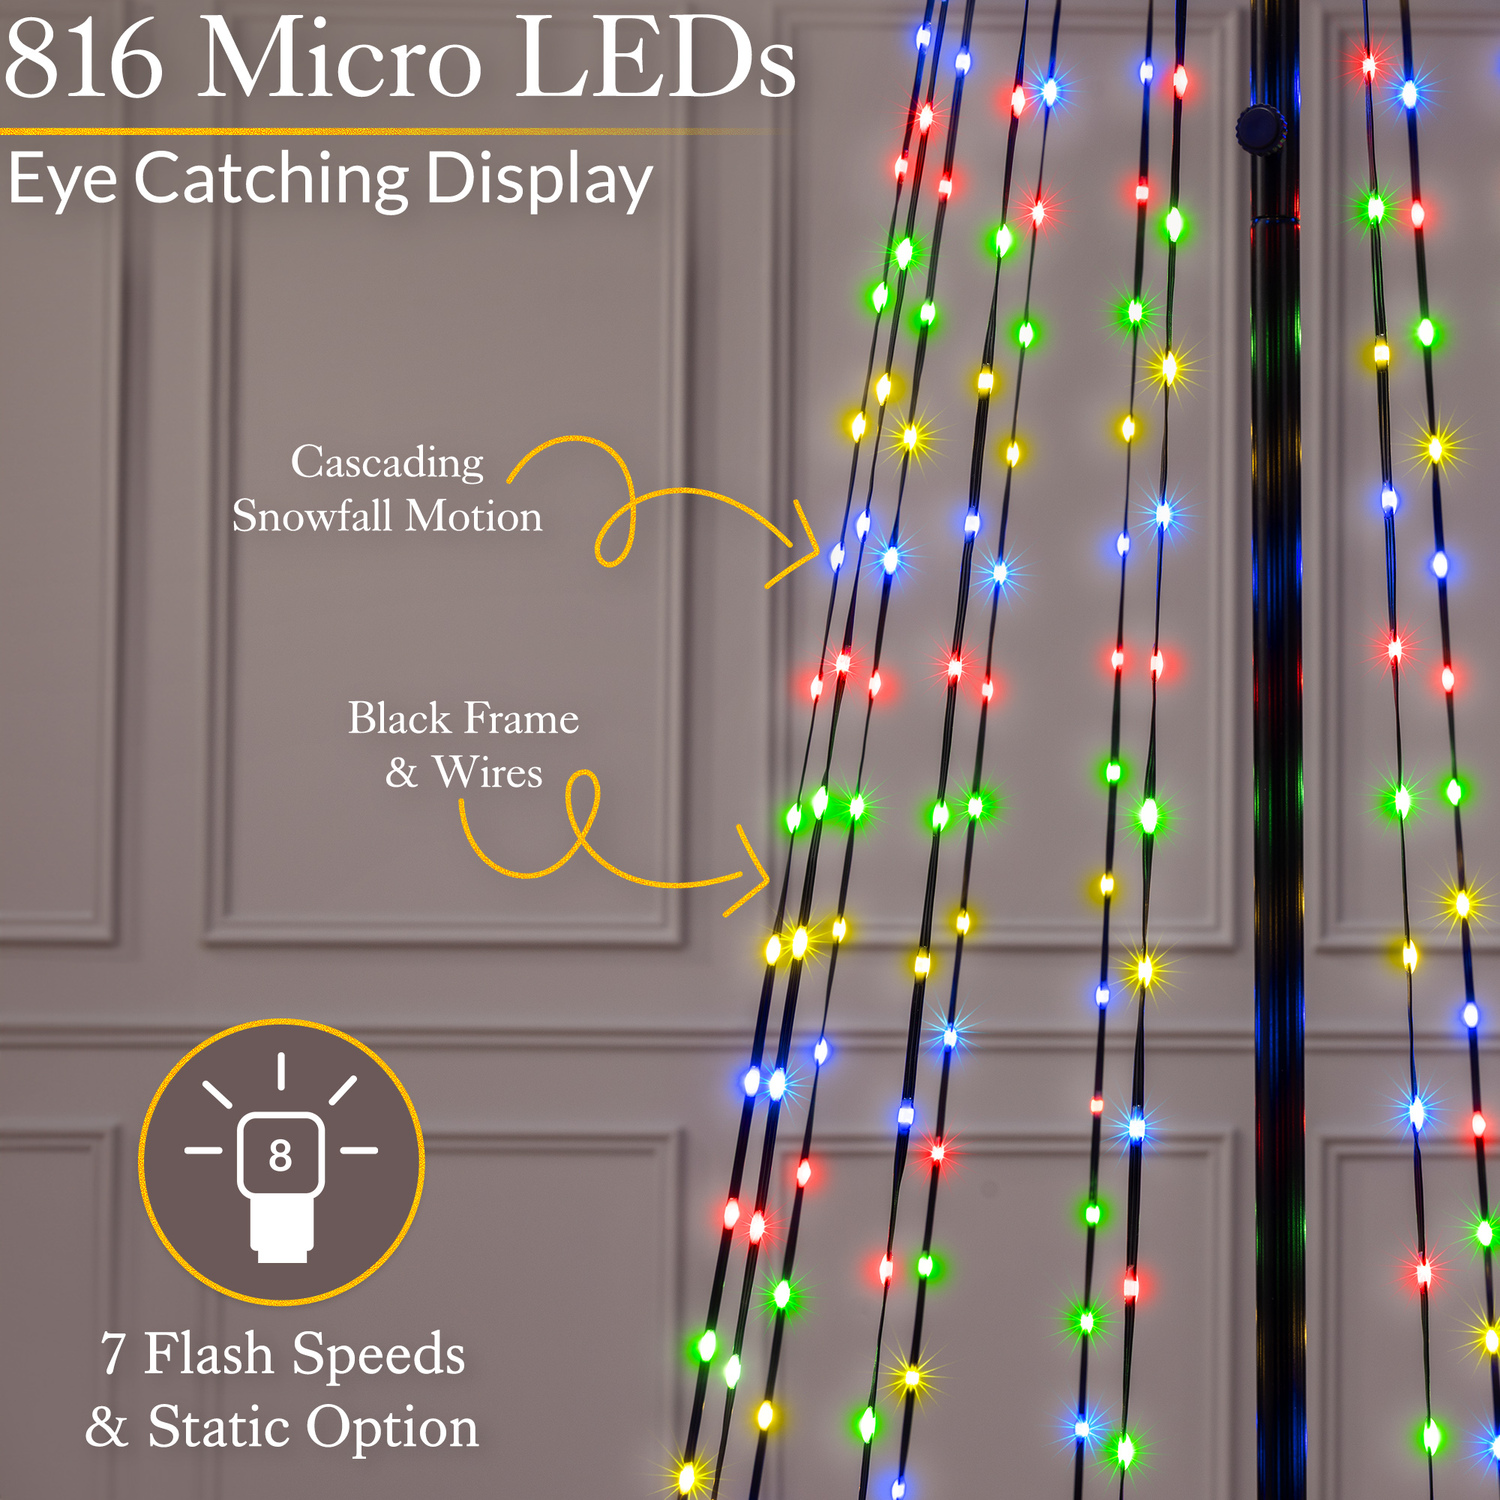 816 Micro LEDs
Eye Catching Display
Cascading
Snowfall Motion
Black Frame
& Wires
8
7 Flash Speeds
& Static Option